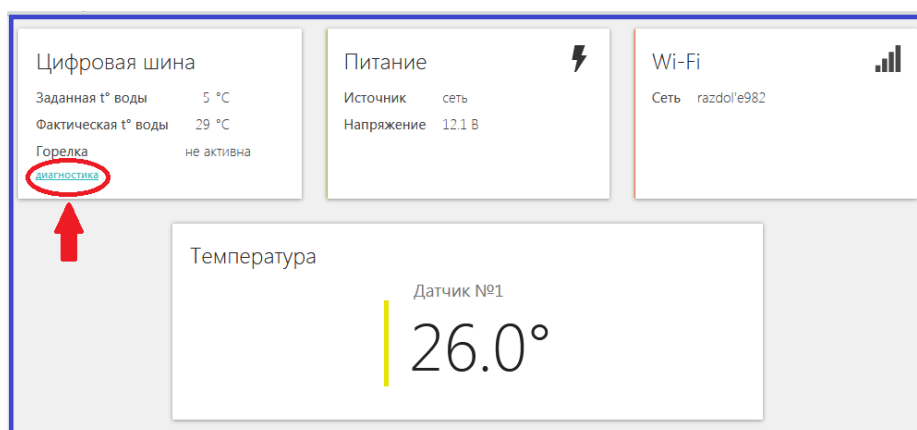 Цифровая шина
Заданная t° воды 5 °C
Фактическая t° воды 29 °C
Горелка не активна
диагностика
Питание
Источник сеть
Напряжение 12.1 В
Wi-Fi
Сеть razdol'e982
Температура
Датчик №1
26.0°